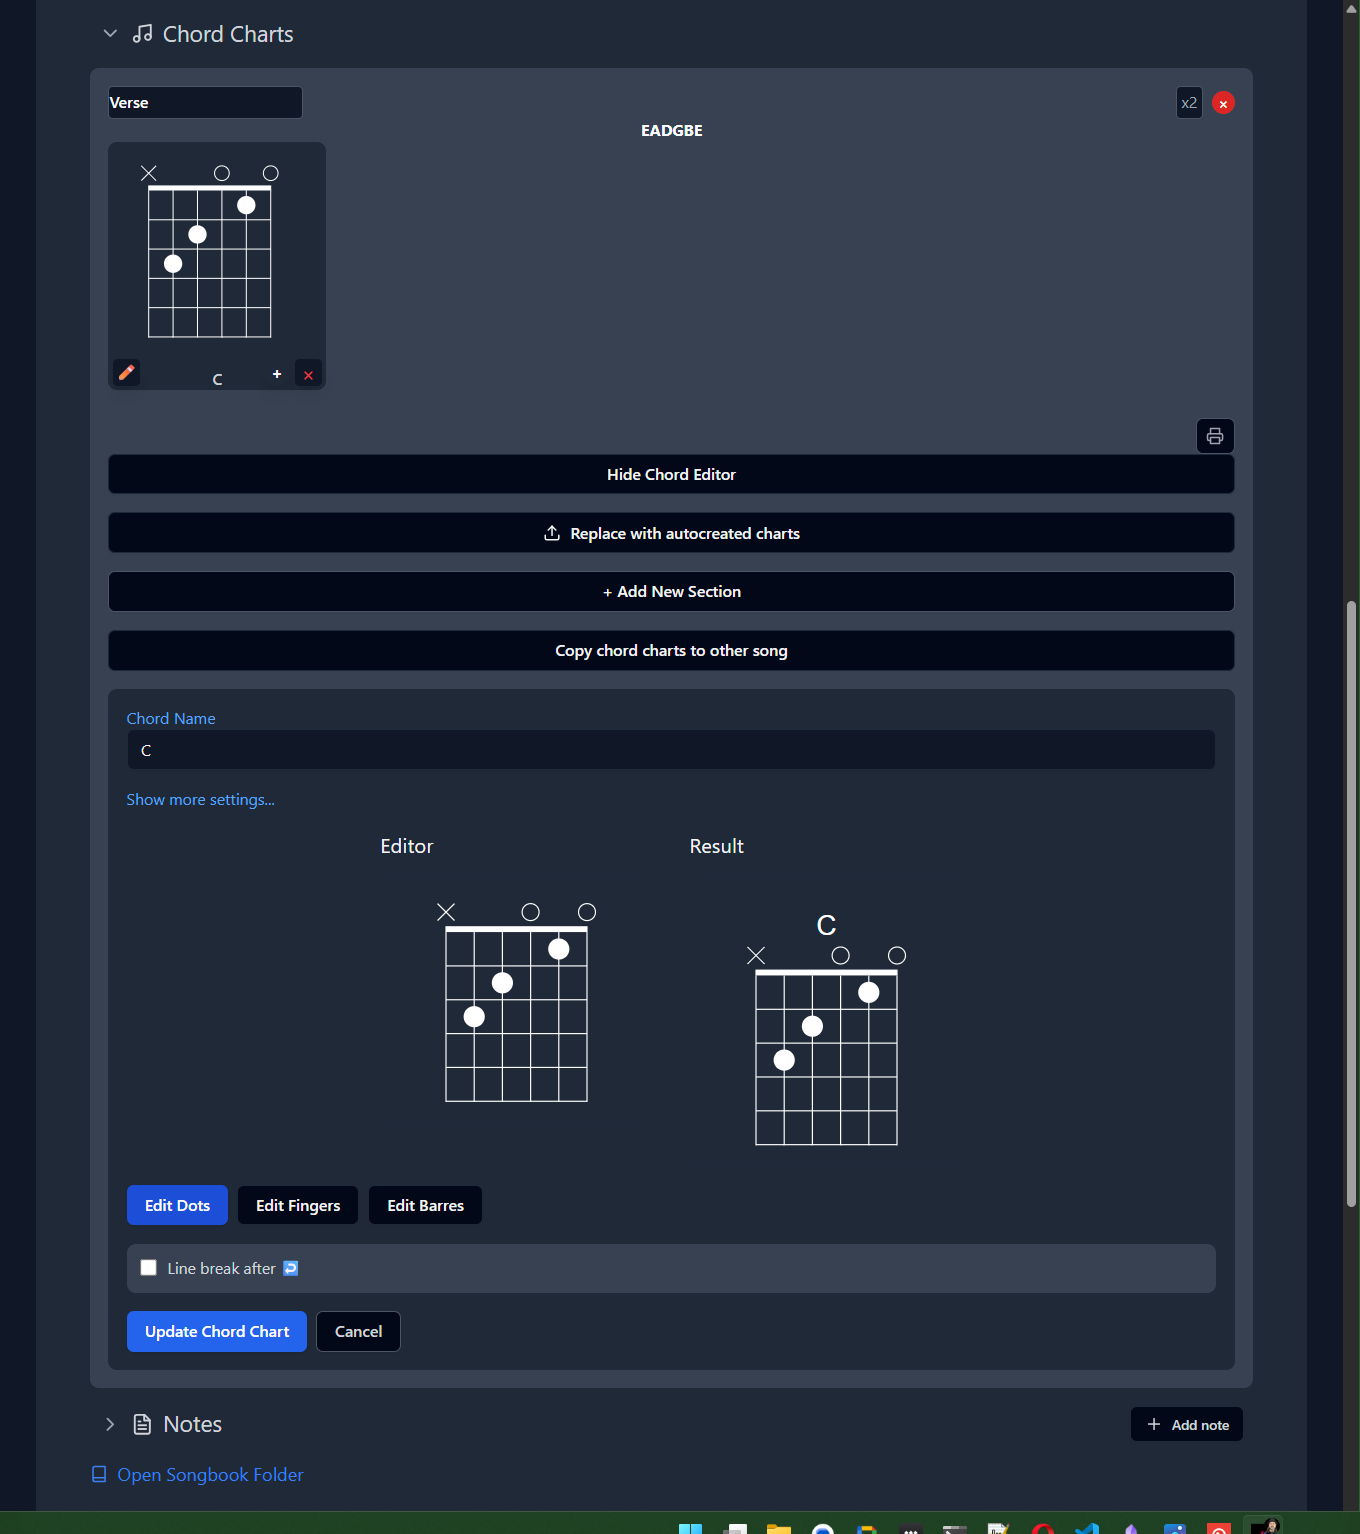 Chord Charts
Verse
x2
EADGBE
C
Hide Chord Editor
Replace with autocreated charts
+ Add New Section
Copy chord charts to other song
Chord Name
C
Show more settings...
Editor
Result
C
Edit Dots
Edit Fingers
Edit Barres
Line break after
Update Chord Chart
Cancel
Notes
+ Add note
Open Songbook Folder